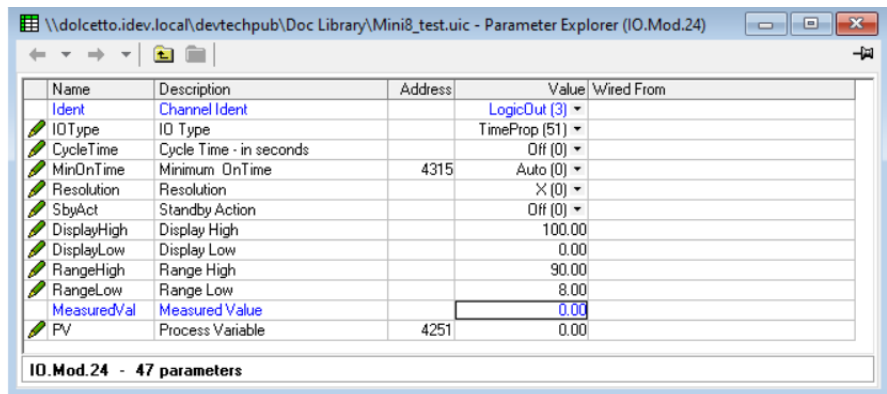 \\dolcetto.idev.local\devtechpub\Doc Library\Mini8_test.uic - Parameter Explorer (IO.Mod.24)
Name Description Address Value Wired From
Ident Channel Ident LogicOut (3)
IOType IO Type TimeProp (51)
CycleTime Cycle Time - in seconds Off (0)
MinOnTime Minimum OnTime 4315 Auto (0)
Resolution Resolution X (0)
SbyAct Standby Action Off (0)
DisplayHigh Display High 100.00
DisplayLow Display Low 0.00
RangeHigh Range High 90.00
RangeLow Range Low 8.00
MeasuredVal Measured Value 0.00
PV Process Variable 4251 0.00
IO.Mod.24 - 47 parameters